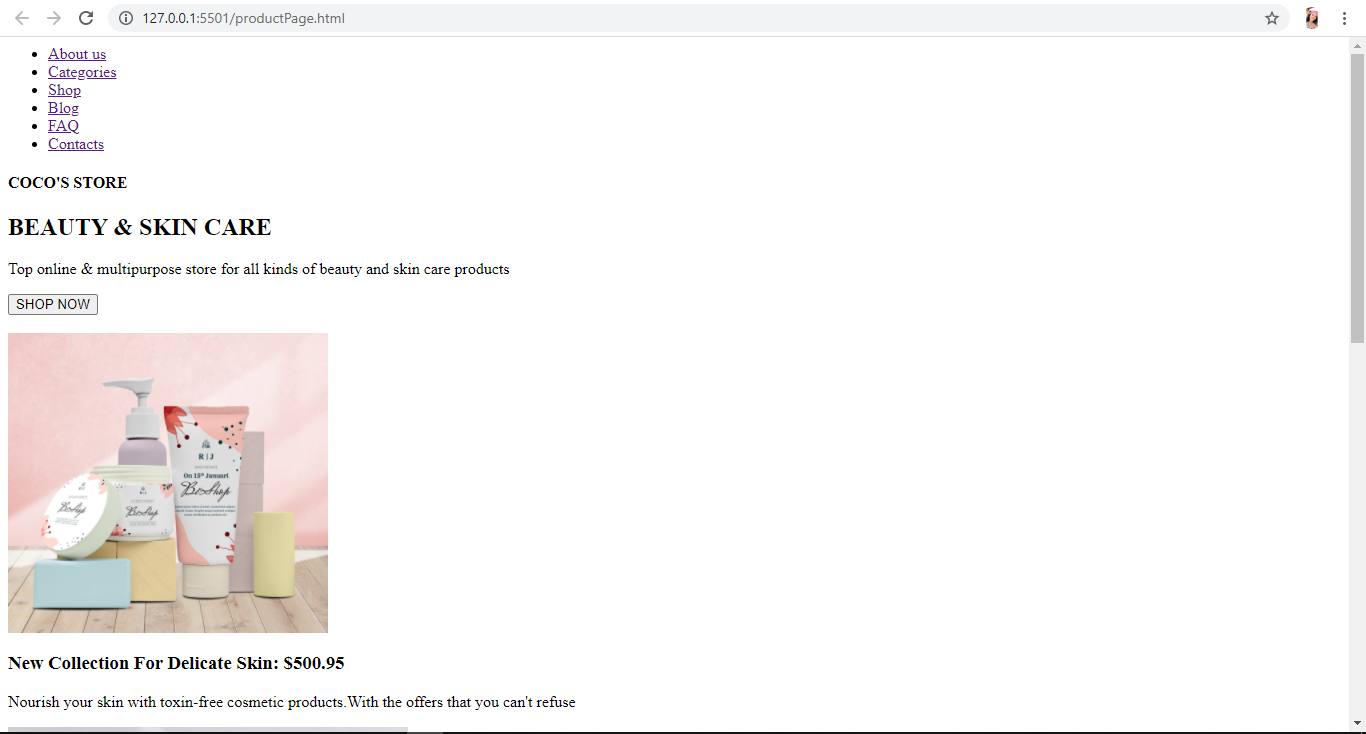 127.0.0.1:5501/productPage.html
About us
Categories
Shop
Blog
FAQ
Contacts
COCO'S STORE
BEAUTY & SKIN CARE
Top online & multipurpose store for all kinds of beauty and skin care products
SHOP NOW
R | J
On 15th Januari
BeShop
BeShop
BeShop
New Collection For Delicate Skin: $500.95
Nourish your skin with toxin-free cosmetic products.With the offers that you can't refuse